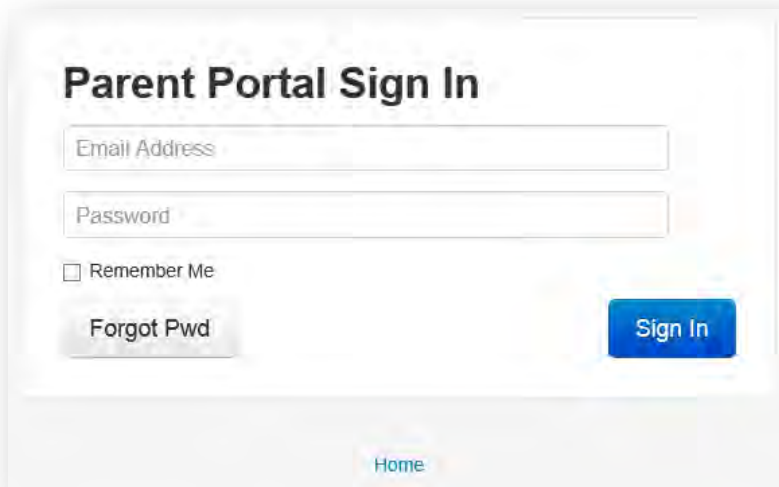 Parent Portal Sign In
Email Address
Password
Remember Me
Forgot Pwd
Sign In
Home